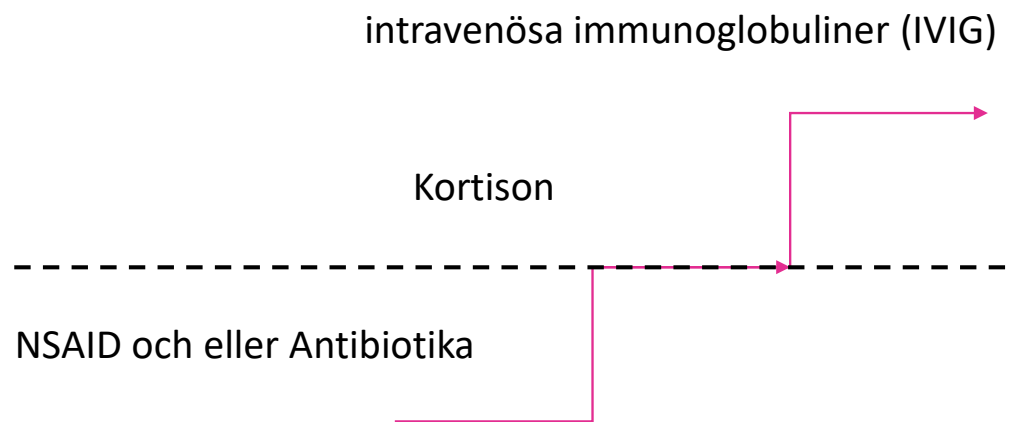 intravenösa immunoglobuliner (IVIG)
Kortison
NSAID och eller Antibiotika